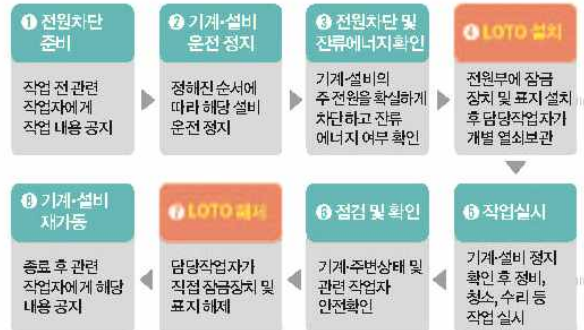 ❶ 전원차단
준비
작업 전 관련
작업자에게
작업 내용 공지
❷ 기계·설비
운전 정지
정해진 순서에
따라 해당 설비
운전 정지
❸ 전원차단 및
잔류에너지확인
기계·설비의
주 전원을 확실하게
차단하고 잔류
에너지 여부 확인
❹ LOTO 설치
전원부에 잠금
장치 및 표지 설치
후 담당작업자가
개별 열쇠보관
❺ 작업실시
기계·설비 정지
확인 후 정비,
청소, 수리 등
작업 실시
❻ 점검 및 확인
기계·주변상태 및
관련 작업자
안전확인
❼ LOTO 해제
담당작업자가
직접 잠금장치 및
표지 해제
❽ 기계·설비
재가동
종료 후 관련
작업자에게 해당
내용 공지